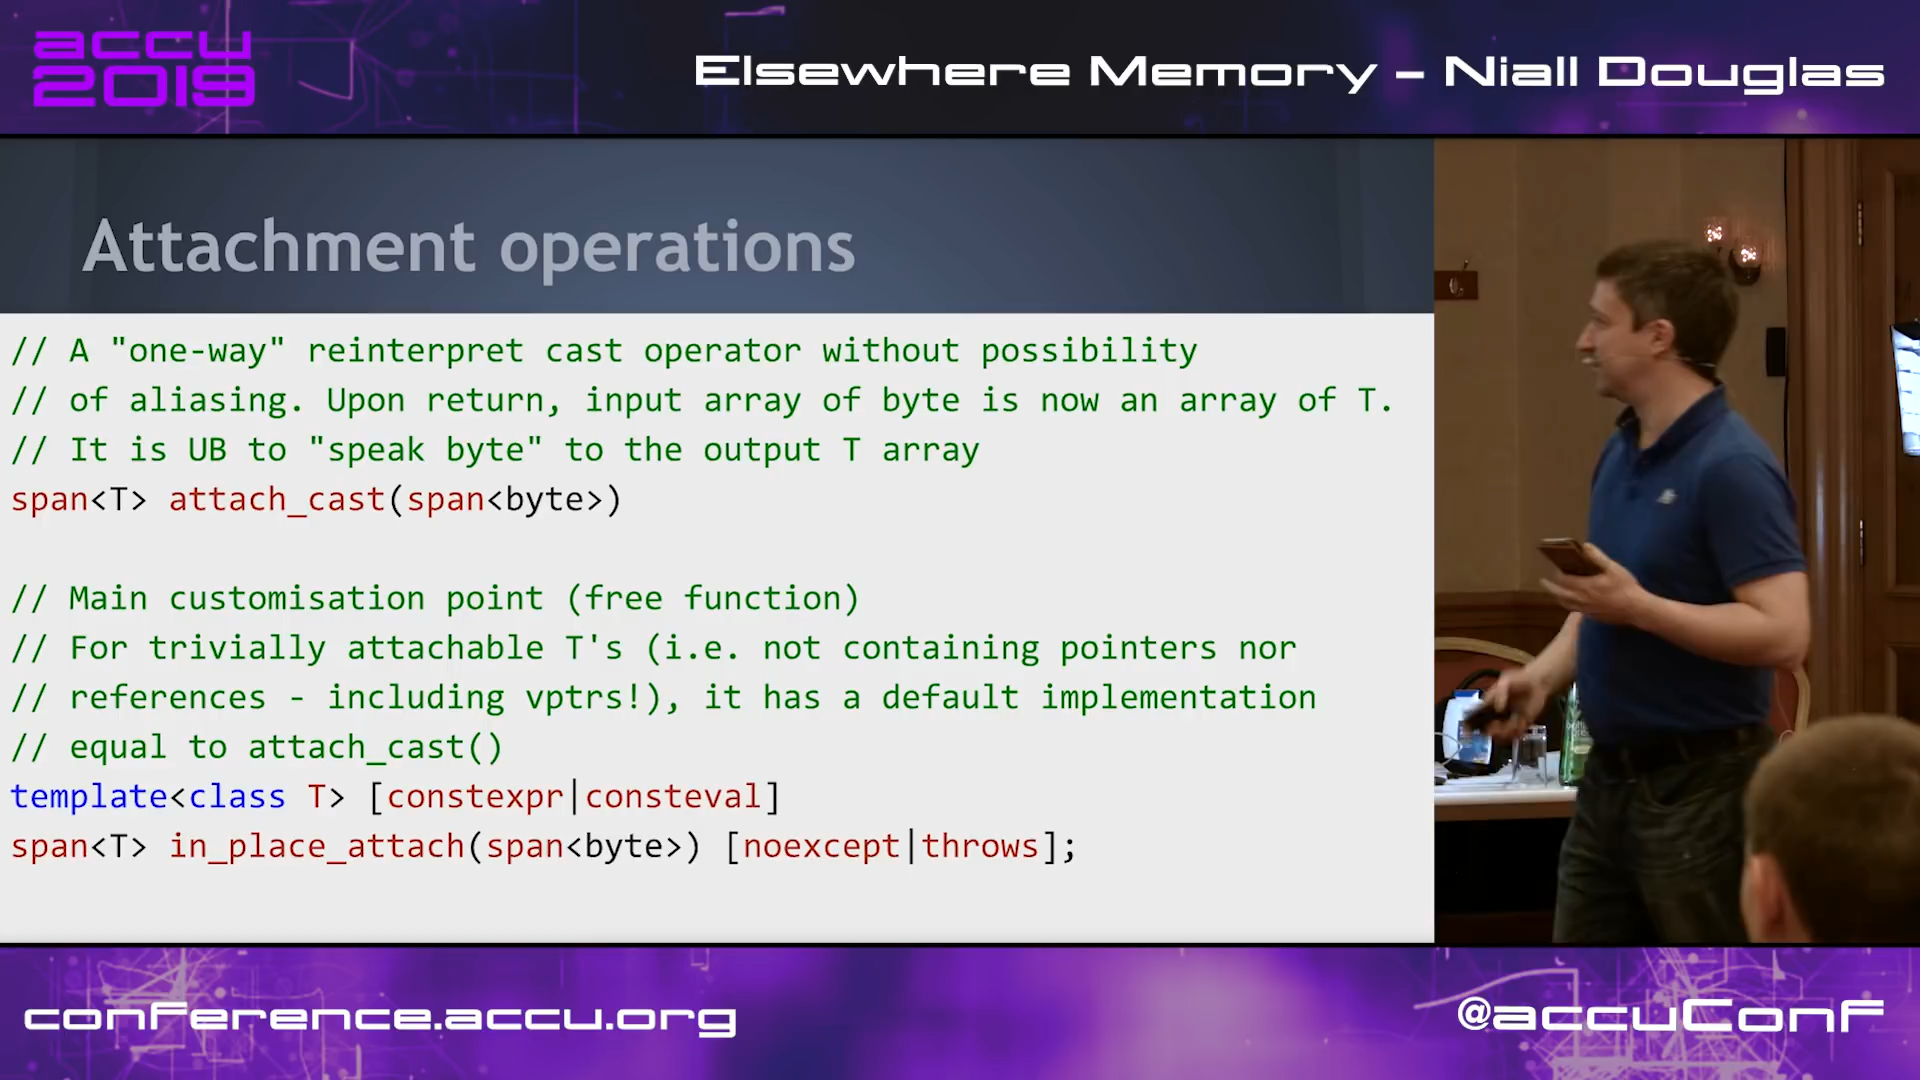 accu
2019
Elsewhere Memory – Niall Douglas
Attachment operations
// A "one-way" reinterpret cast operator without possibility
// of aliasing. Upon return, input array of byte is now an array of T.
// It is UB to "speak byte" to the output T array
span<T> attach_cast(span<byte>)
// Main customisation point (free function)
// For trivially attachable T's (i.e. not containing pointers nor
// references - including vptrs!), it has a default implementation
// equal to attach_cast()
template<class T> [constexpr|consteval]
span<T> in_place_attach(span<byte>) [noexcept|throws];
conference.accu.org
@accuConf